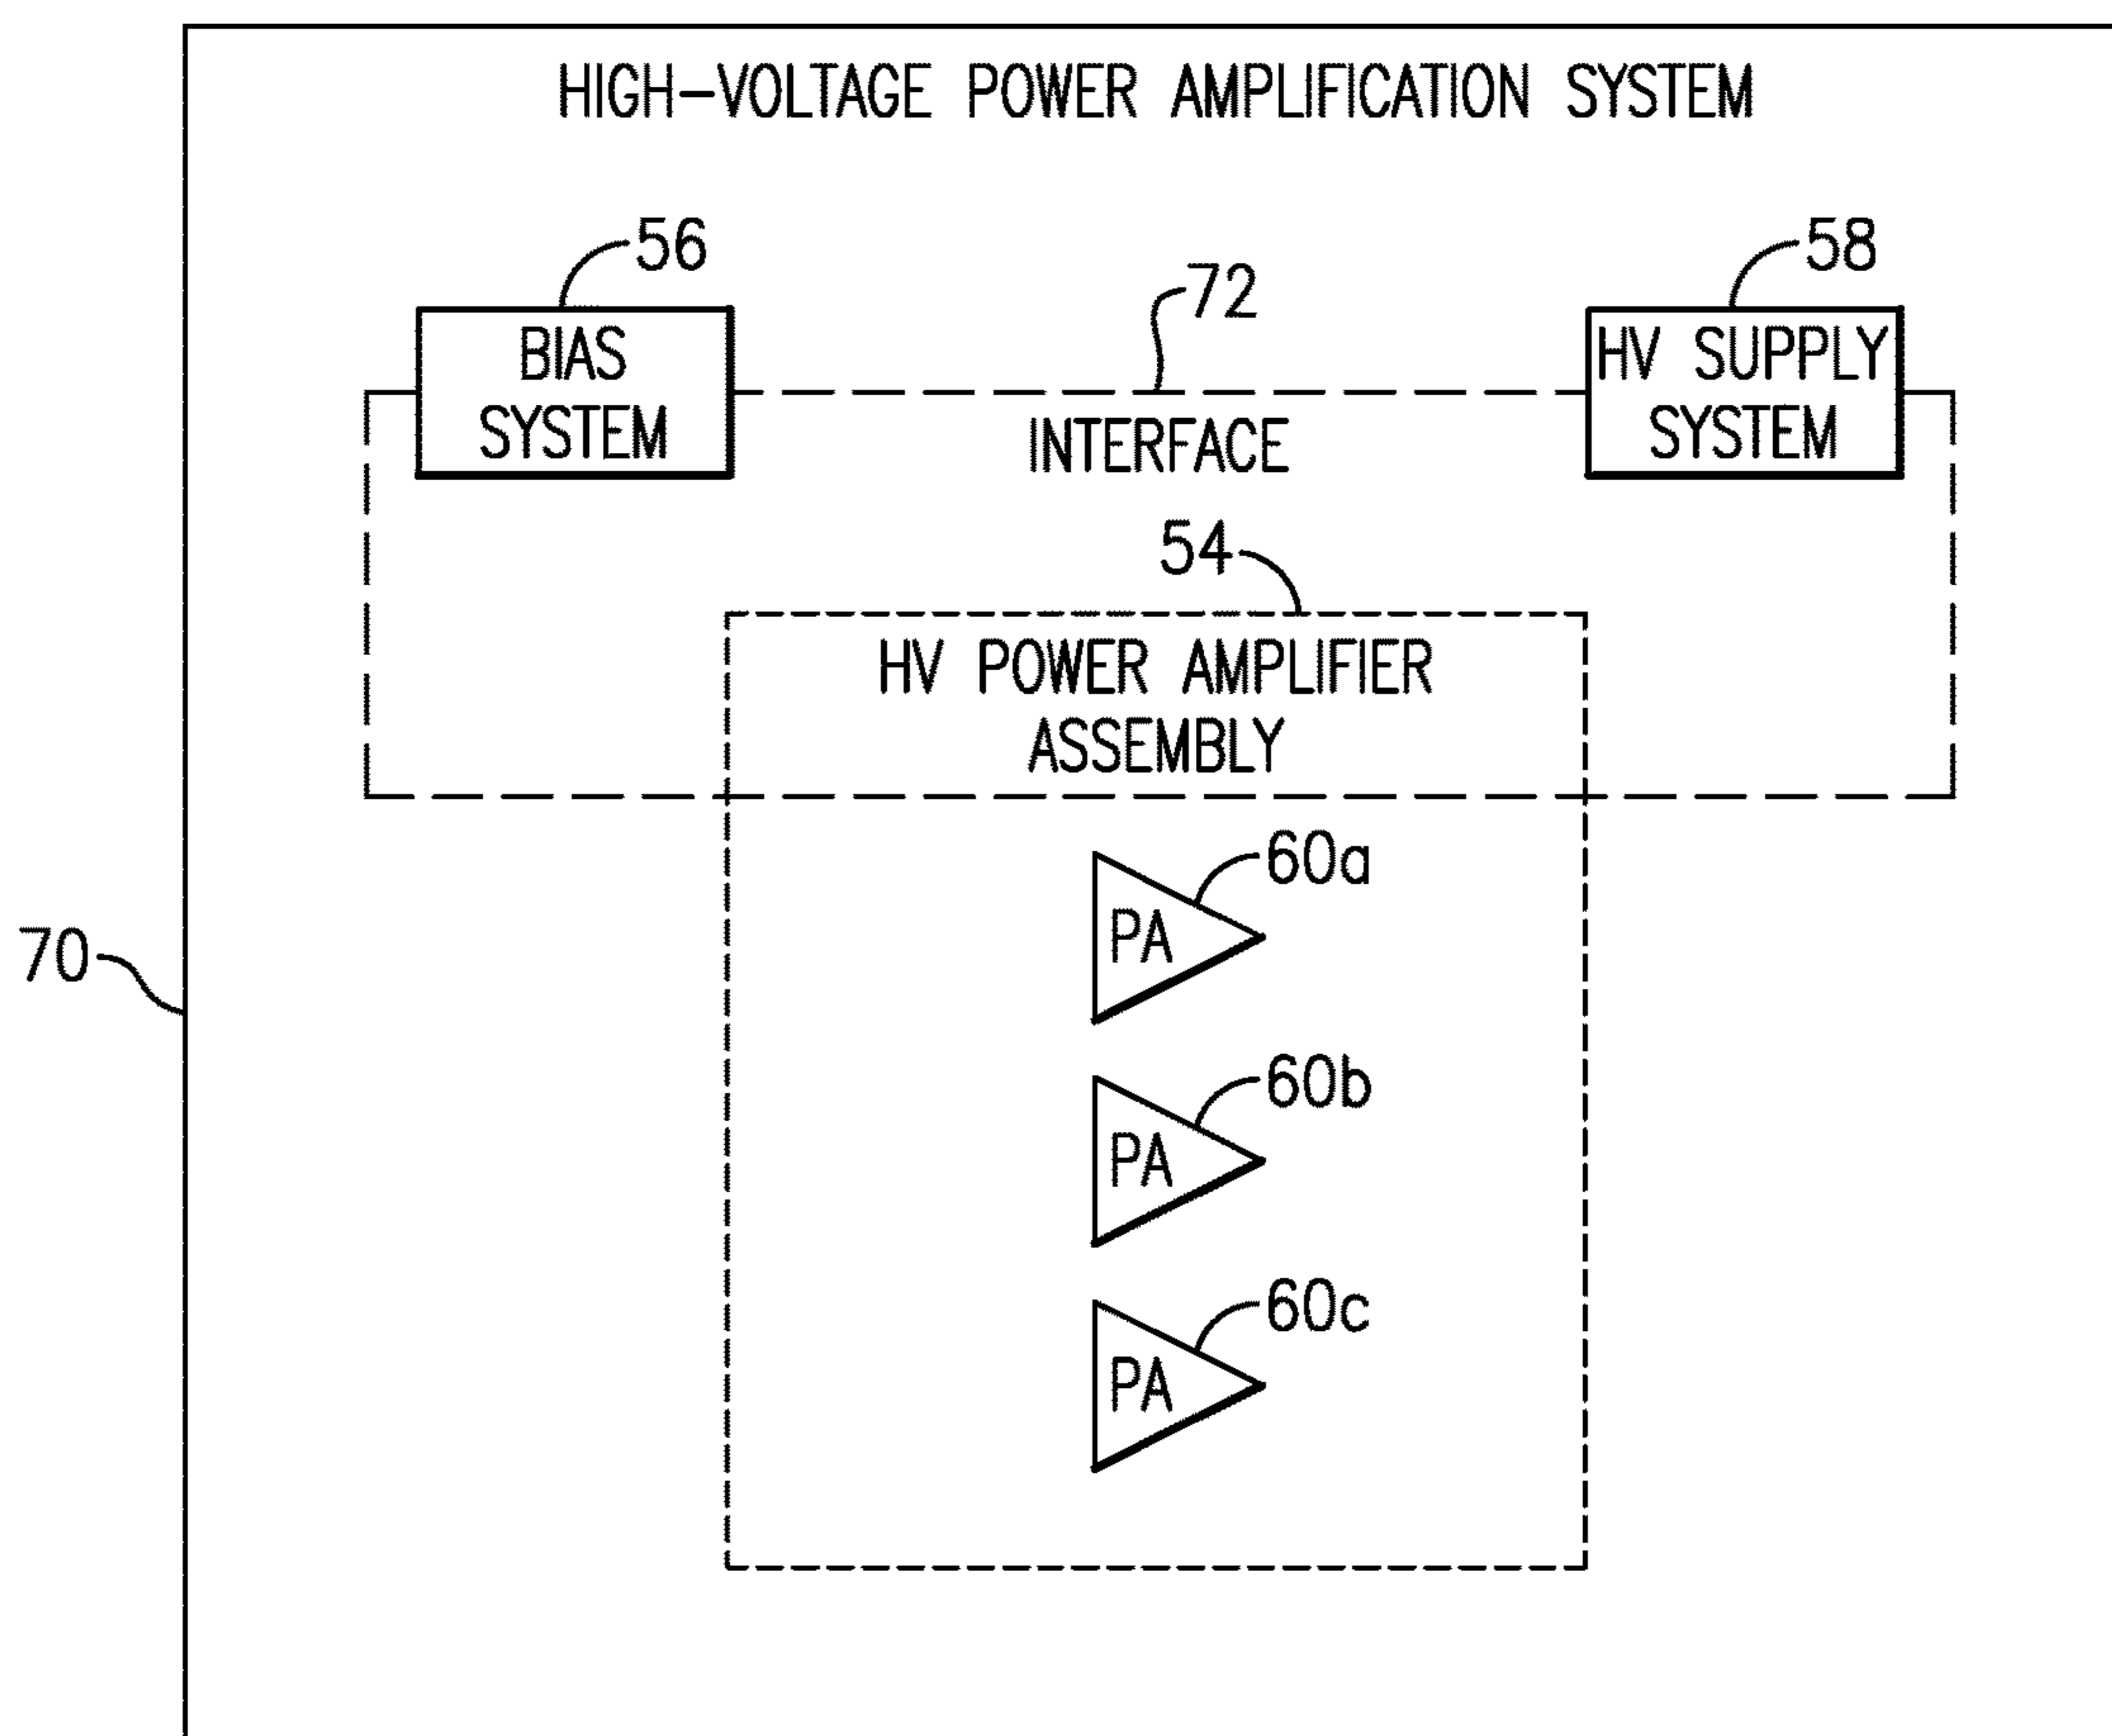 HIGH-VOLTAGE POWER AMPLIFICATION SYSTEM
56
58
72
BIAS
SYSTEM
HV SUPPLY
SYSTEM
INTERFACE
54
HV POWER AMPLIFIER
ASSEMBLY
60a
PA
70
60b
PA
60c
PA